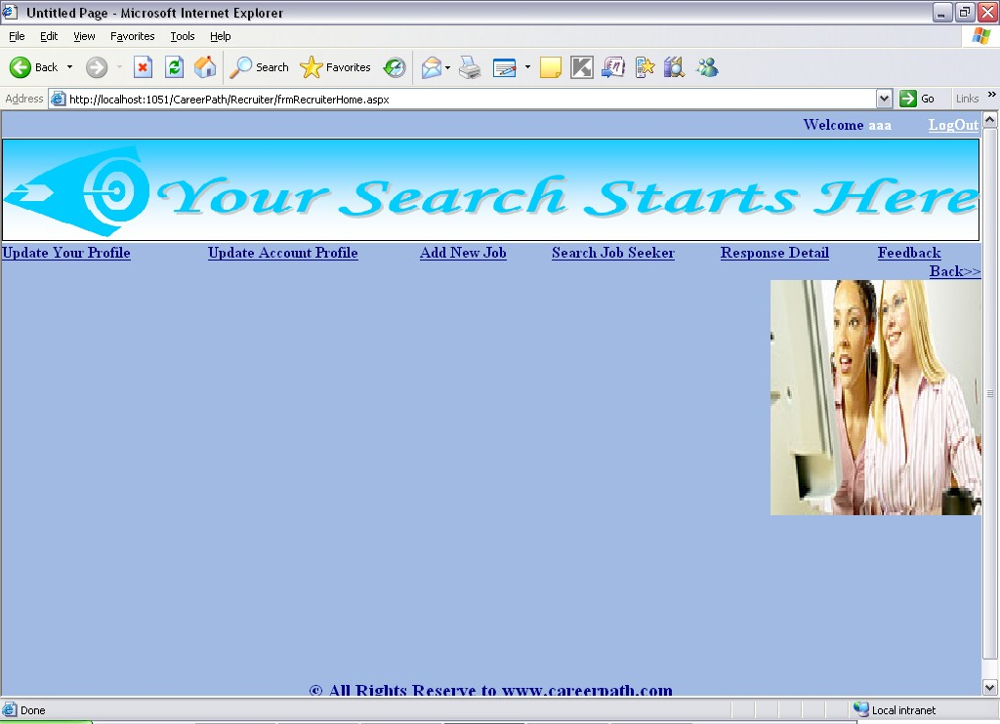 Untitled Page - Microsoft Internet Explorer
File Edit View Favorites Tools Help
Back Search Favorites
Address http://localhost:1051/CareerPath/Recruiter/frmRecruiterHome.aspx Go Links »
Welcome aaa LogOut
Your Search Starts Here
Update Your Profile Update Account Profile Add New Job Search Job Seeker Response Detail Feedback
Back>>
© All Rights Reserve to www.careerpath.com
Done Local intranet